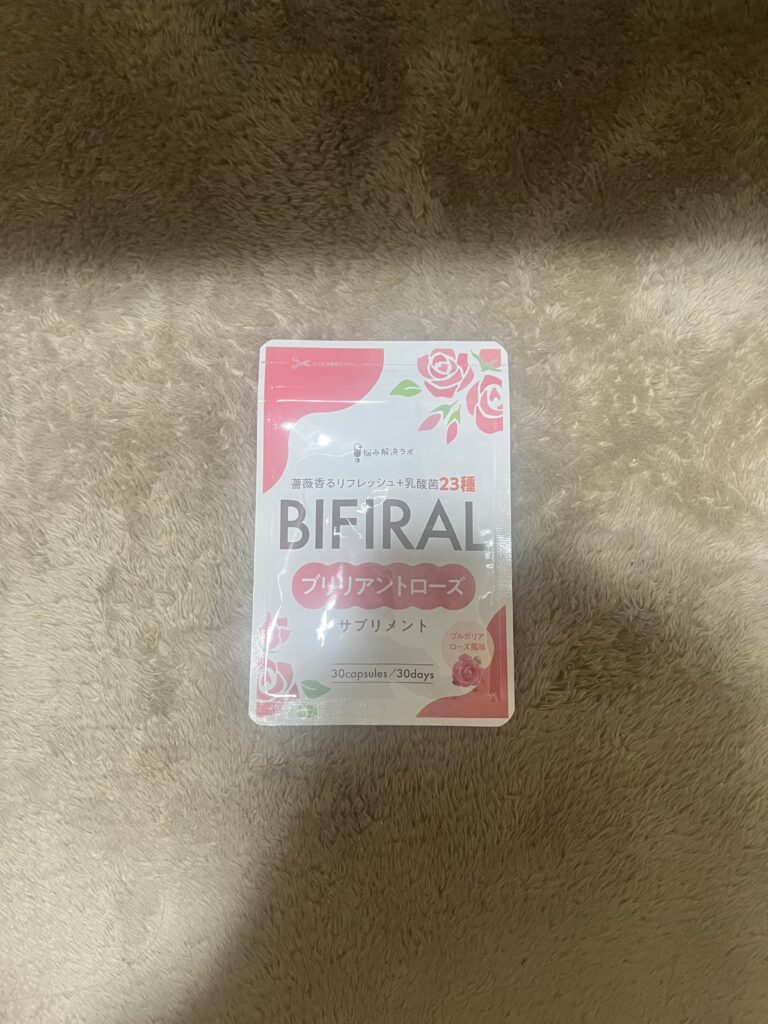 悩み解決ラボ
薔薇香るリフレッシュ+乳酸菌23種
BIFIRAL
ブリリアントローズ
サプリメント
ブルガリア
ローズ風味
30capsules/30days